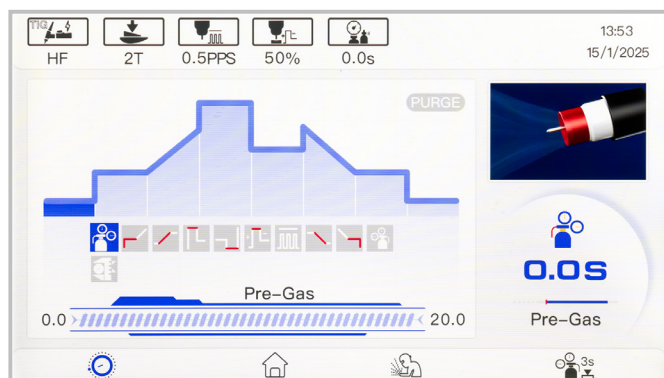 TIG
HF
2T
0.5PPS
50%
0.0s
13:53
15/1/2025
PURGE
Pre-Gas
0.0
20.0
0.0s
Pre-Gas
3s